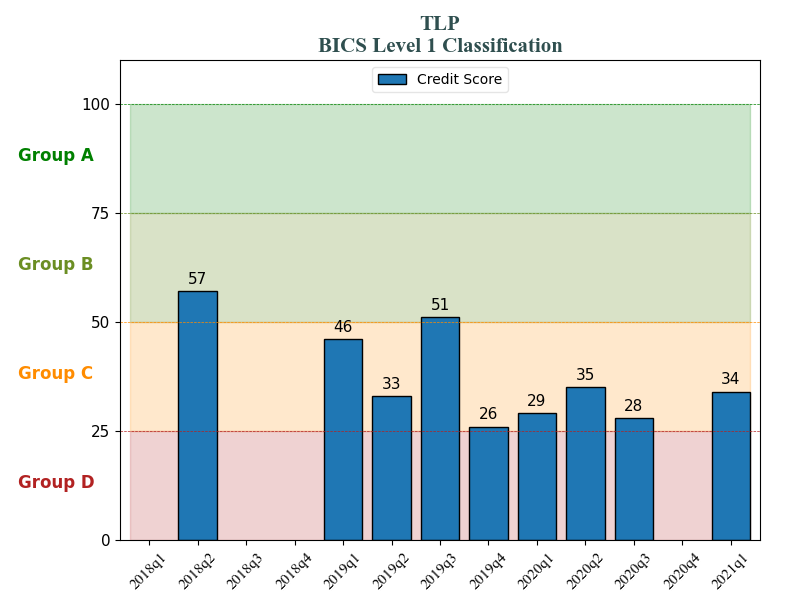 TLP
BICS Level 1 Classification
Credit Score
100
75
50
25
0
Group A
Group B
Group C
Group D
57
46
33
51
26
29
35
28
34
2018q1
2018q2
2018q3
2018q4
2019q1
2019q2
2019q3
2019q4
2020q1
2020q2
2020q3
2020q4
2021q1